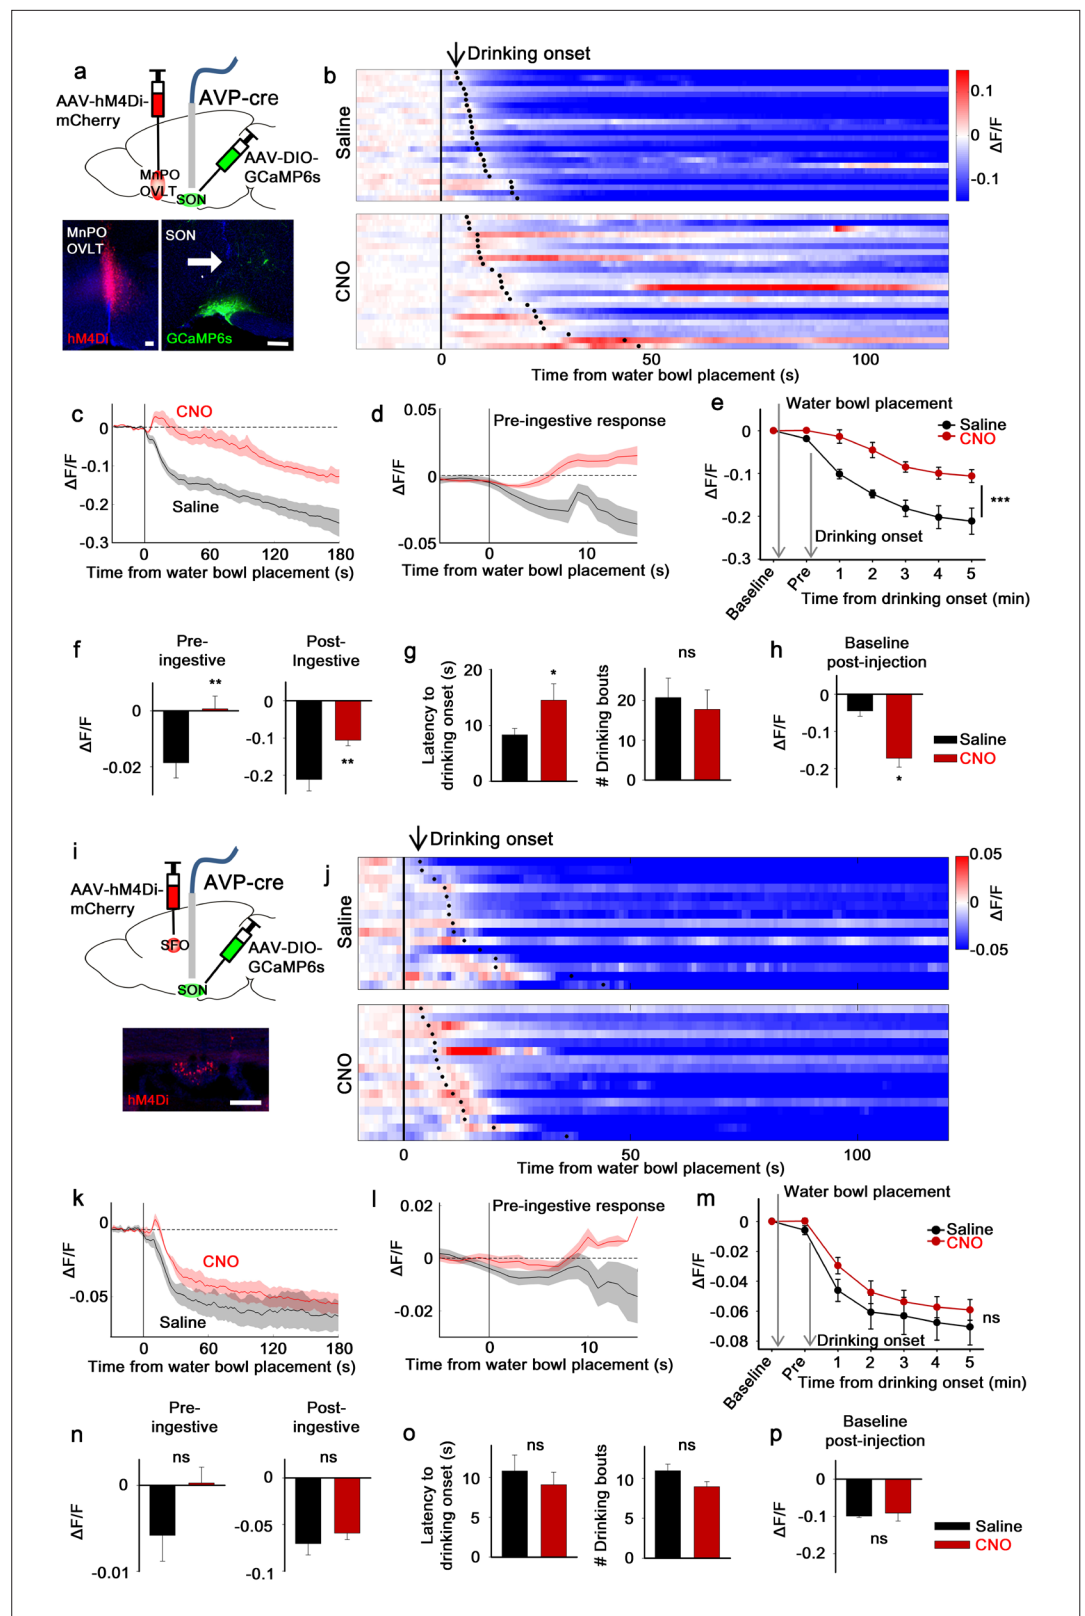 a
AAV-hM4Di-
mCherry
AVP-cre
AAV-DIO-
GCaMP6s
MnPO
OVLT
SON
MnPO
OVLT
hM4Di
SON
GCaMP6s
b
Drinking onset
Saline
CNO
0.1
0
-0.1
ΔF/F
0
50
100
Time from water bowl placement (s)
c
CNO
Saline
ΔF/F
0
-0.1
-0.2
-0.3
0
60
120
180
Time from water bowl placement (s)
d
Pre-ingestive response
ΔF/F
0.05
0
-0.05
0
10
Time from water bowl placement (s)
e
Water bowl placement
Saline
CNO
***
Drinking onset
ΔF/F
0
-0.1
-0.2
-0.3
Baseline
Pre
1
2
3
4
5
Time from drinking onset (min)
f
Pre-
ingestive
**
ΔF/F
0
-0.02
Post-
Ingestive
**
0
-0.1
-0.2
g
Latency to
drinking onset (s)
20
10
0
*
# Drinking bouts
ns
20
10
0
h
Baseline
post-injection
ΔF/F
0
-0.1
-0.2
*
Saline
CNO
i
AAV-hM4Di-
mCherry
AVP-cre
AAV-DIO-
GCaMP6s
SFO
SON
hM4Di
j
Drinking onset
Saline
CNO
0.05
0
-0.05
ΔF/F
0
50
100
Time from water bowl placement (s)
k
CNO
Saline
ΔF/F
0
-0.05
0
60
120
180
Time from water bowl placement (s)
l
Pre-ingestive response
ΔF/F
0.02
0
-0.02
0
10
Time from water bowl placement (s)
m
Water bowl placement
Saline
CNO
ns
Drinking onset
ΔF/F
0
-0.02
-0.04
-0.06
-0.08
Baseline
Pre
1
2
3
4
5
Time from drinking onset (min)
n
Pre-
ingestive
ns
ΔF/F
0
-0.01
Post-
ingestive
ns
0
-0.05
-0.1
o
Latency to
drinking onset (s)
ns
10
5
0
# Drinking bouts
ns
10
5
0
p
Baseline
post-injection
ΔF/F
0
-0.1
-0.2
ns
Saline
CNO